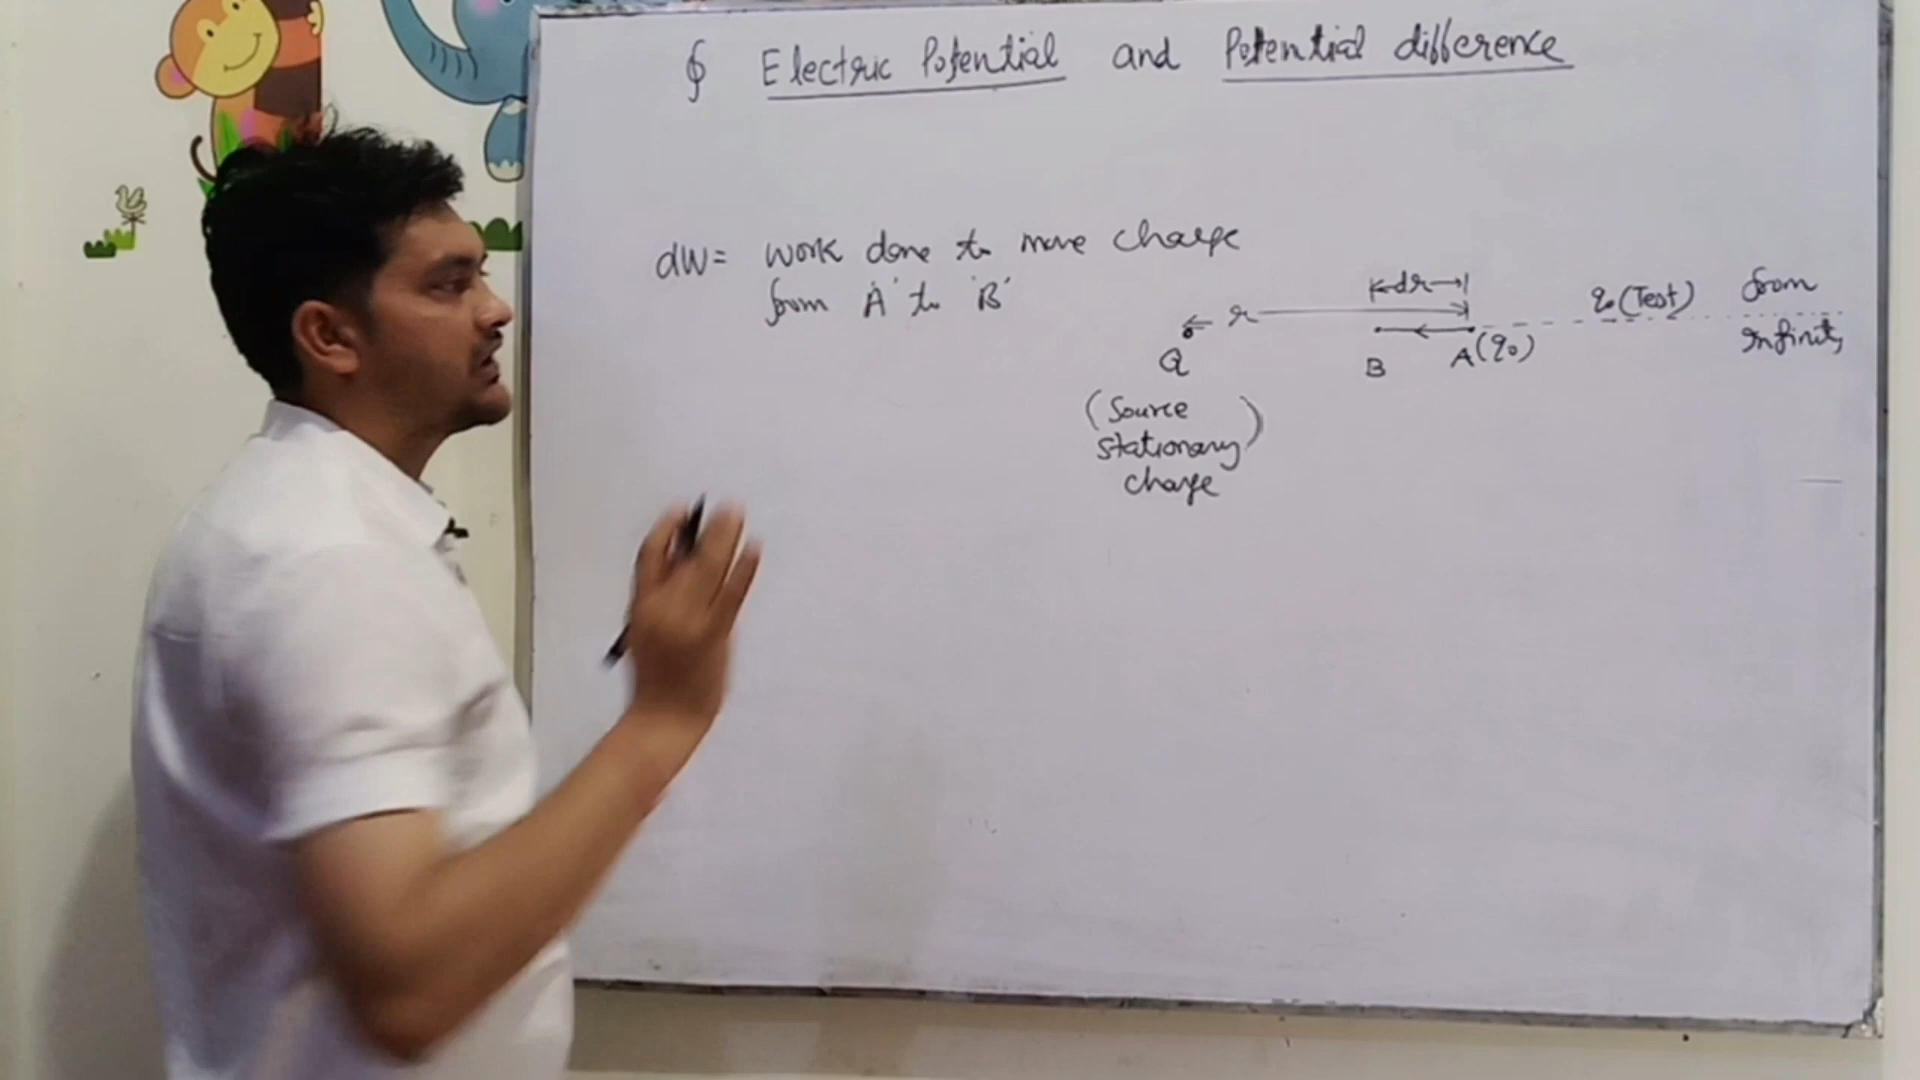 § Electric Potential and Potential difference
dW = work done to move charge
from 'A' to 'B'
dr
q₀ (Test) from
infinity
r
Q
B
A (q₀)
(Source
stationary
charge)